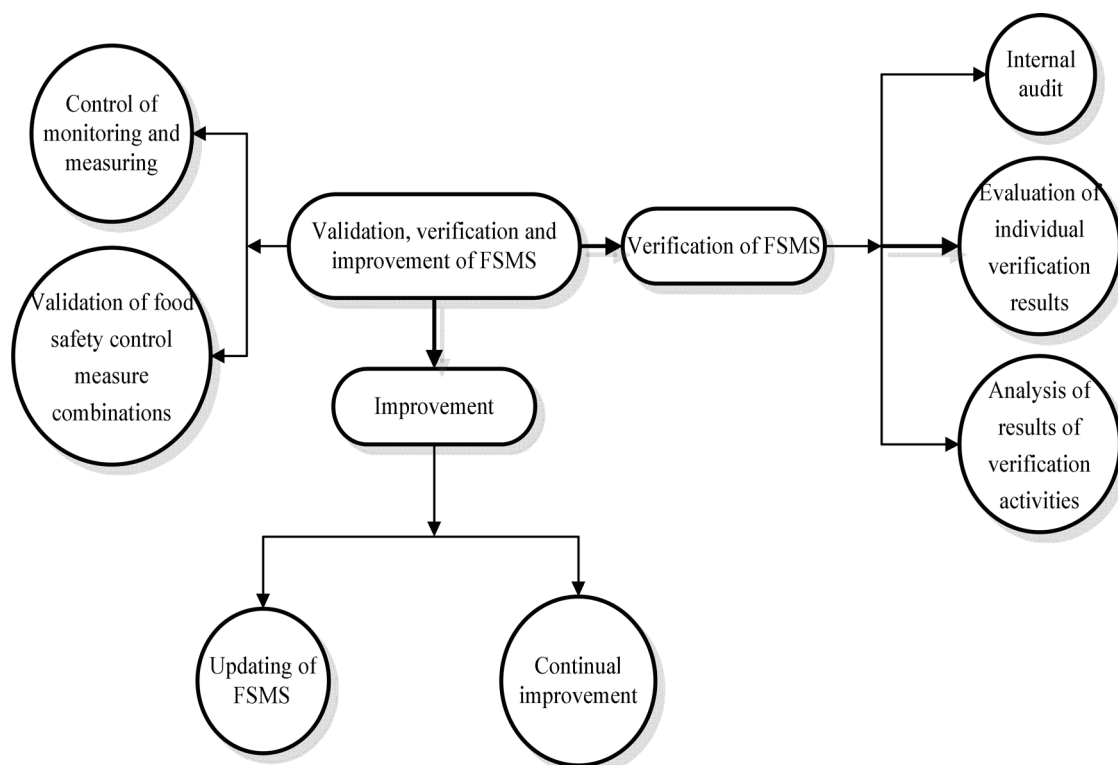 Internal
audit
Control of
monitoring and
measuring
Validation, verification and
improvement of FSMS
Verification of FSMS
Evaluation of
individual
verification
results
Validation of food
safety control
measure
combinations
Improvement
Analysis of
results of
verification
activities
Updating of
FSMS
Continual
improvement